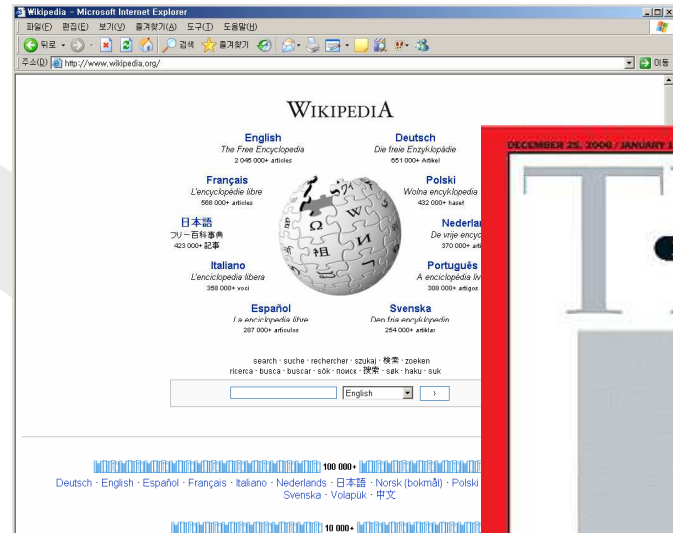 Wikipedia - Microsoft Internet Explorer
파일(F) 편집(E) 보기(V) 즐겨찾기(A) 도구(T) 도움말(H)
뒤로 검색 즐겨찾기
주소(D) http://www.wikipedia.org/ 이동
WIKIPEDIA
English
The Free Encyclopedia
2 046 000+ articles
Deutsch
Die freie Enzyklopädie
651 000+ Artikel
Français
L'encyclopédie libre
568 000+ articles
Polski
Wolna encyklopedia
432 000+ haseł
日本語
フリー百科事典
423 000+ 記事
Nederlan
De vrije encyc
370 000+ arti
Italiano
L'enciclopedia libera
358 000+ voci
Português
A enciclopédia liv
308 000+ artigos
Español
La enciclopedia libre
287 000+ artículos
Svenska
Den fria encyklopedin
264 000+ artiklar
Ω W И 祖
search · suche · rechercher · szukaj · 検索 · zoeken
ricerca · busca · buscar · sök · поиск · 搜索 · søk · haku · suk
English
100 000+
Deutsch · English · Español · Français · Italiano · Nederlands · 日本語 · Norsk (bokmål) · Polski
Svenska · Volapük · 中文
10 000+
DECEMBER 25, 2006 / JANUARY 1
T